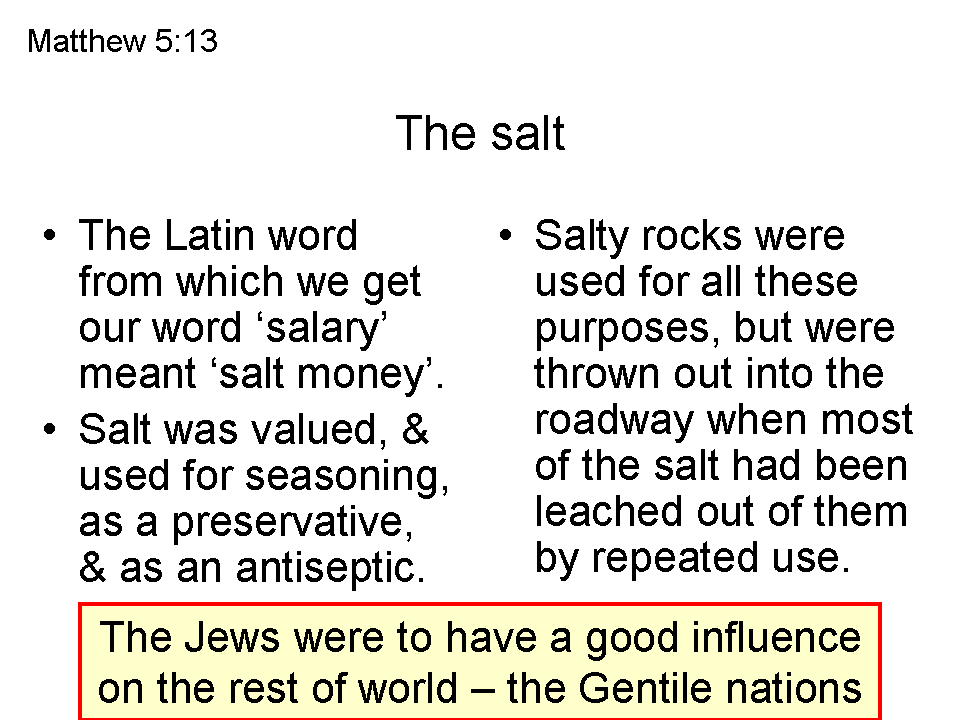 Matthew 5:13
The salt
• The Latin word
from which we get
our word ‘salary’
meant ‘salt money’.
• Salt was valued, &
used for seasoning,
as a preservative,
& as an antiseptic.
• Salty rocks were
used for all these
purposes, but were
thrown out into the
roadway when most
of the salt had been
leached out of them
by repeated use.
The Jews were to have a good influence
on the rest of world – the Gentile nations